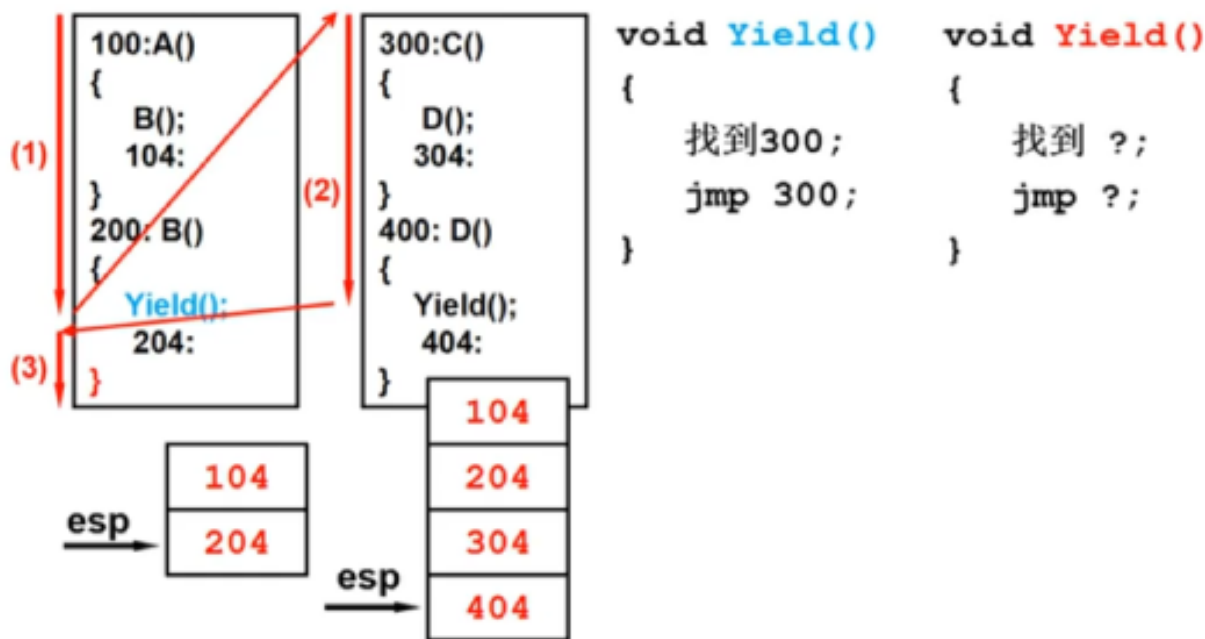 (1)
100:A()
{
B();
104:
}
200: B()
{
Yield();
204:
}
(3)
(2)
300:C()
{
D();
304:
}
400: D()
{
Yield();
404:
}
void Yield()
{
找到300;
jmp 300;
}
void Yield()
{
找到 ?;
jmp ?;
}
104
esp
204
104
204
304
esp
404